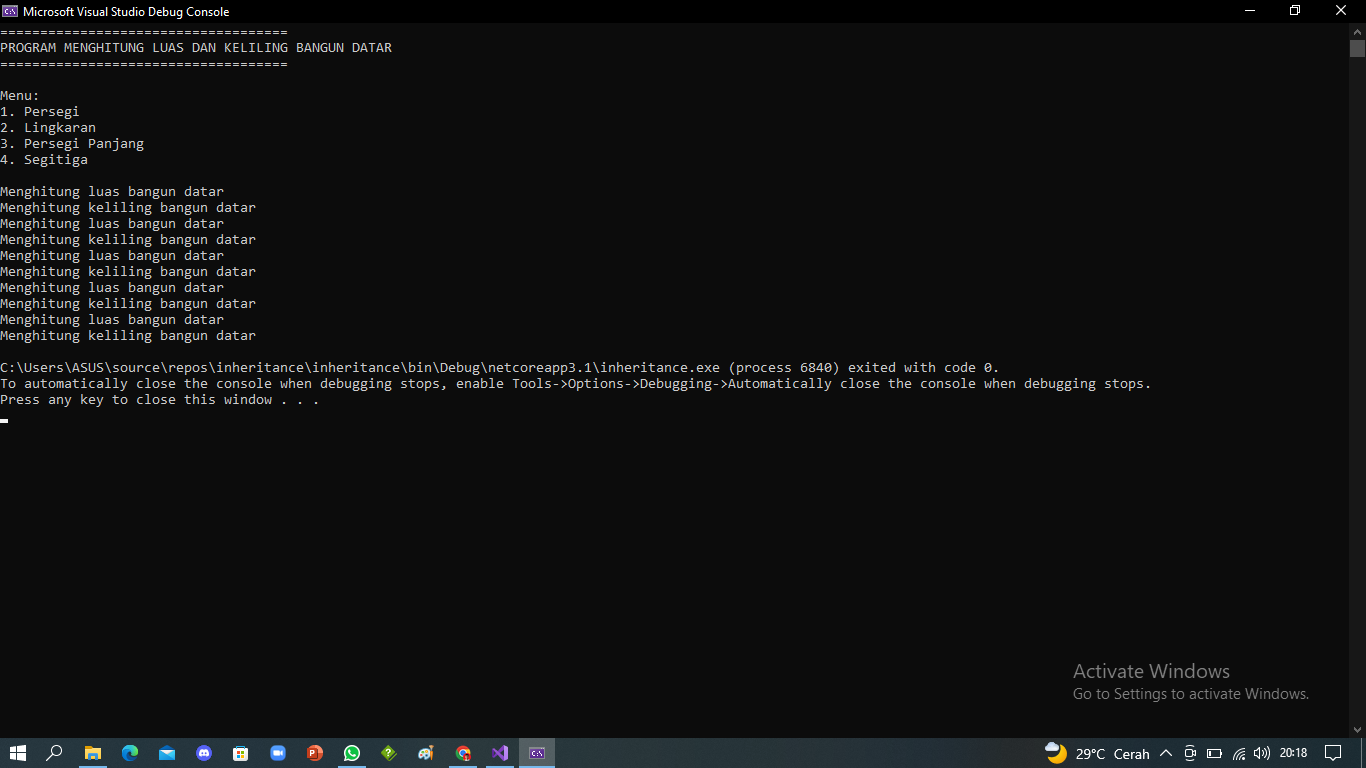 Microsoft Visual Studio Debug Console
====================================
PROGRAM MENGHITUNG LUAS DAN KELILING BANGUN DATAR
====================================
Menu:
1. Persegi
2. Lingkaran
3. Persegi Panjang
4. Segitiga
Menghitung luas bangun datar
Menghitung keliling bangun datar
Menghitung luas bangun datar
Menghitung keliling bangun datar
Menghitung luas bangun datar
Menghitung keliling bangun datar
Menghitung luas bangun datar
Menghitung keliling bangun datar
Menghitung luas bangun datar
Menghitung keliling bangun datar
C:\Users\ASUS\source\repos\inheritance\inheritance\bin\Debug\netcoreapp3.1\inheritance.exe (process 6840) exited with code 0.
To automatically close the console when debugging stops, enable Tools->Options->Debugging->Automatically close the console when debugging stops.
Press any key to close this window . . .
Activate Windows
Go to Settings to activate Windows.
29°C Cerah 20:18